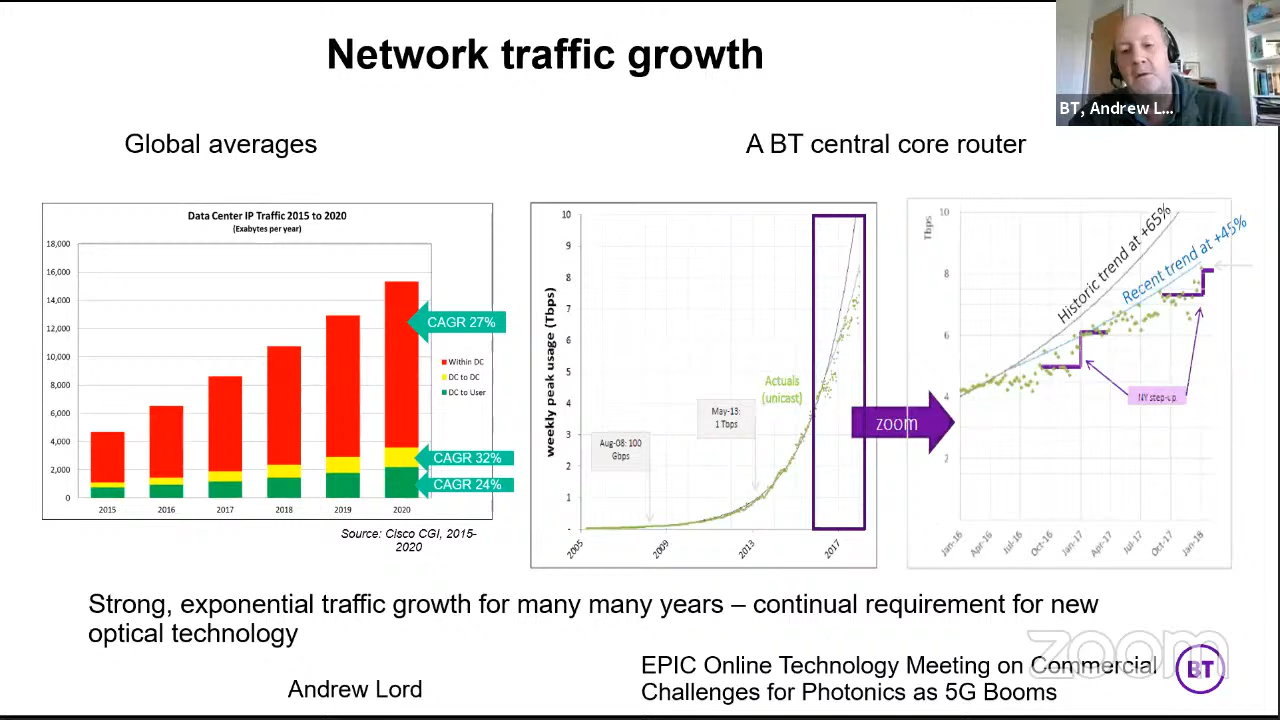 Network traffic growth
BT, Andrew L...
Global averages
A BT central core router
Data Center IP Traffic 2015 to 2020
(Exabytes per year)
18,000
16,000
14,000
12,000
10,000
8,000
6,000
4,000
2,000
0
2015 2016 2017 2018 2019 2020
CAGR 27%
Within DC
DC to DC
DC to User
CAGR 32%
CAGR 24%
Source: Cisco CGI, 2015-
2020
weekly peak usage (Tbps)
10
9
8
7
6
5
4
3
2
1
-
2005 2009 2013 2017
Aug-08: 100
Gbps
May-13:
1 Tbps
Actuals
(unicast)
zoom
Tbps
10
8
6
4
2
Historic trend at +65%
Recent trend at +45%
NY step-up
Jan-16 Apr-16 Jul-16 Oct-16 Jan-17 Apr-17 Jul-17 Oct-17 Jan-18
Strong, exponential traffic growth for many many years – continual requirement for new
optical technology
zoom
Andrew Lord
EPIC Online Technology Meeting on Commercial
Challenges for Photonics as 5G Booms
BT